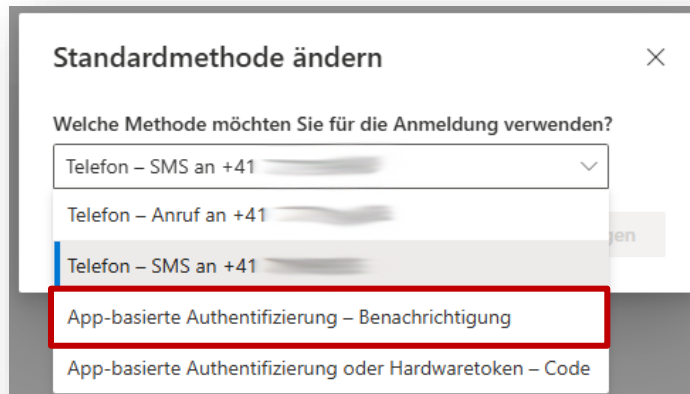 Standardmethode ändern
Welche Methode möchten Sie für die Anmeldung verwenden?
Telefon – SMS an +41
Telefon – Anruf an +41
Telefon – SMS an +41
App-basierte Authentifizierung – Benachrichtigung
App-basierte Authentifizierung oder Hardwaretoken – Code